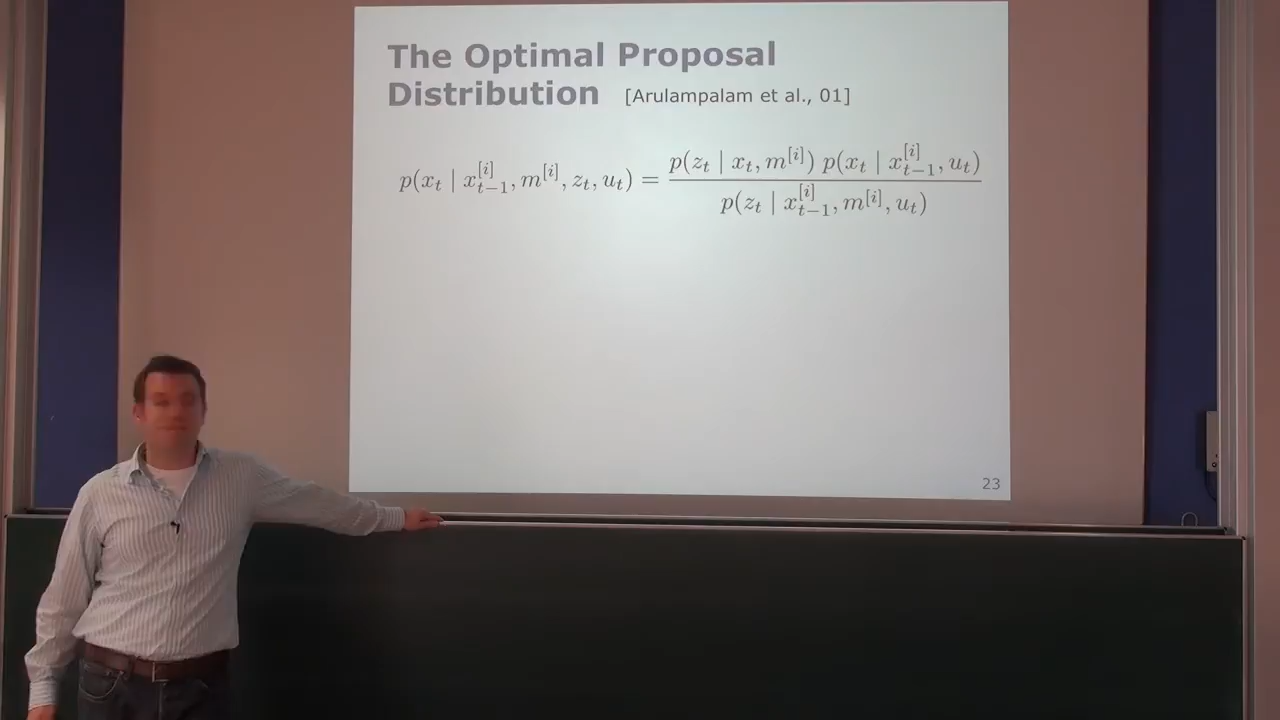 The Optimal Proposal
Distribution [Arulampalam et al., 01]
p(x_t | x_{t-1}^{[i]}, m^{[i]}, z_t, u_t) = \frac{p(z_t | x_t, m^{[i]}) p(x_t | x_{t-1}^{[i]}, u_t)}{p(z_t | x_{t-1}^{[i]}, m^{[i]}, u_t)}
23